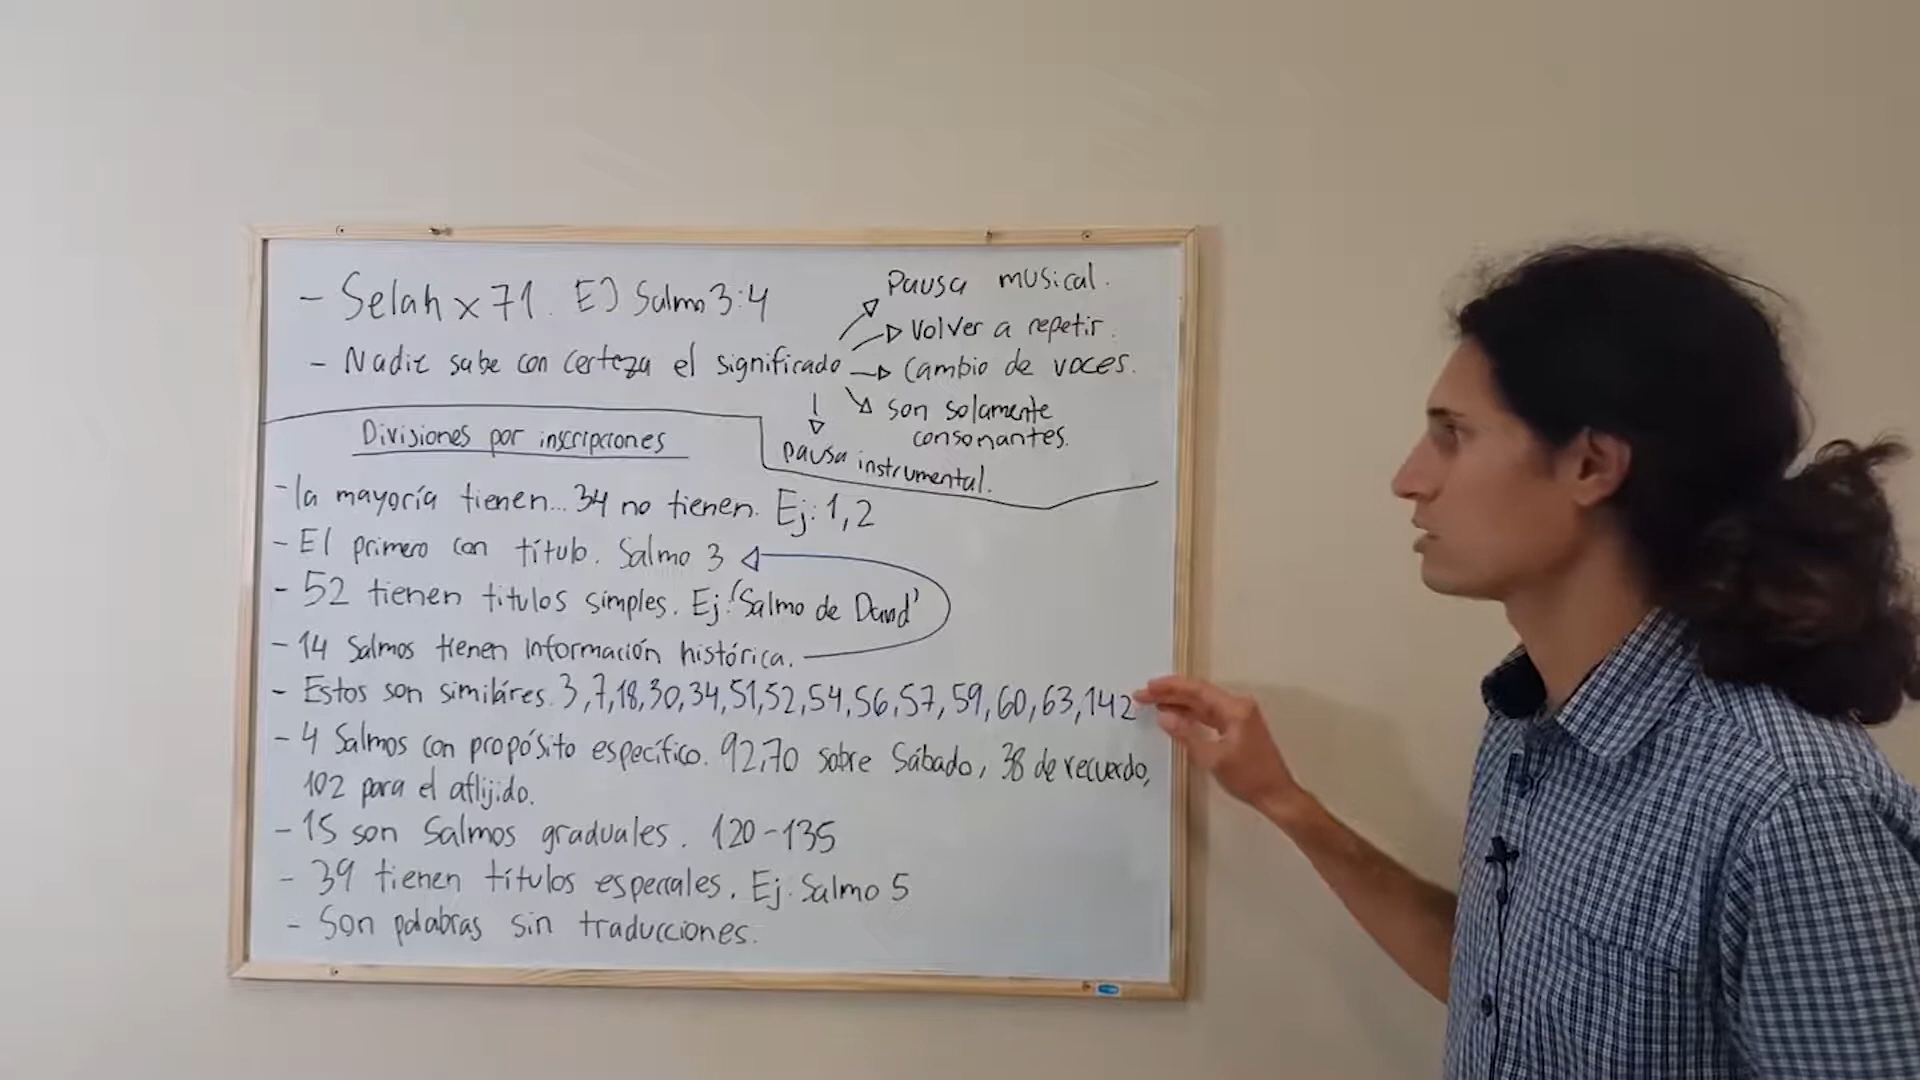 - Selah x 71. EJ Salmo 3:4
- Nadie sabe con certeza el significado
Pausa musical.
Volver a repetir.
Cambio de voces.
son solamente
consonantes.
pausa instrumental.
Divisiones por inscripciones
- la mayoría tienen... 34 no tienen. Ej: 1,2
- El primero con título. Salmo 3
- 52 tienen titulos simples. Ej: "Salmo de David"
- 14 Salmos tienen información histórica.
- Estos son similáres. 3,7,18,30,34,51,52,54,56,57,59,60,63,142
- 4 Salmos con propósito específico. 92,70 sobre Sábado, 38 de recuerdo,
102 para el aflijido.
- 15 son Salmos graduales. 120-135
- 39 tienen títulos especiales. Ej: Salmo 5
- Son palabras sin traducciones.